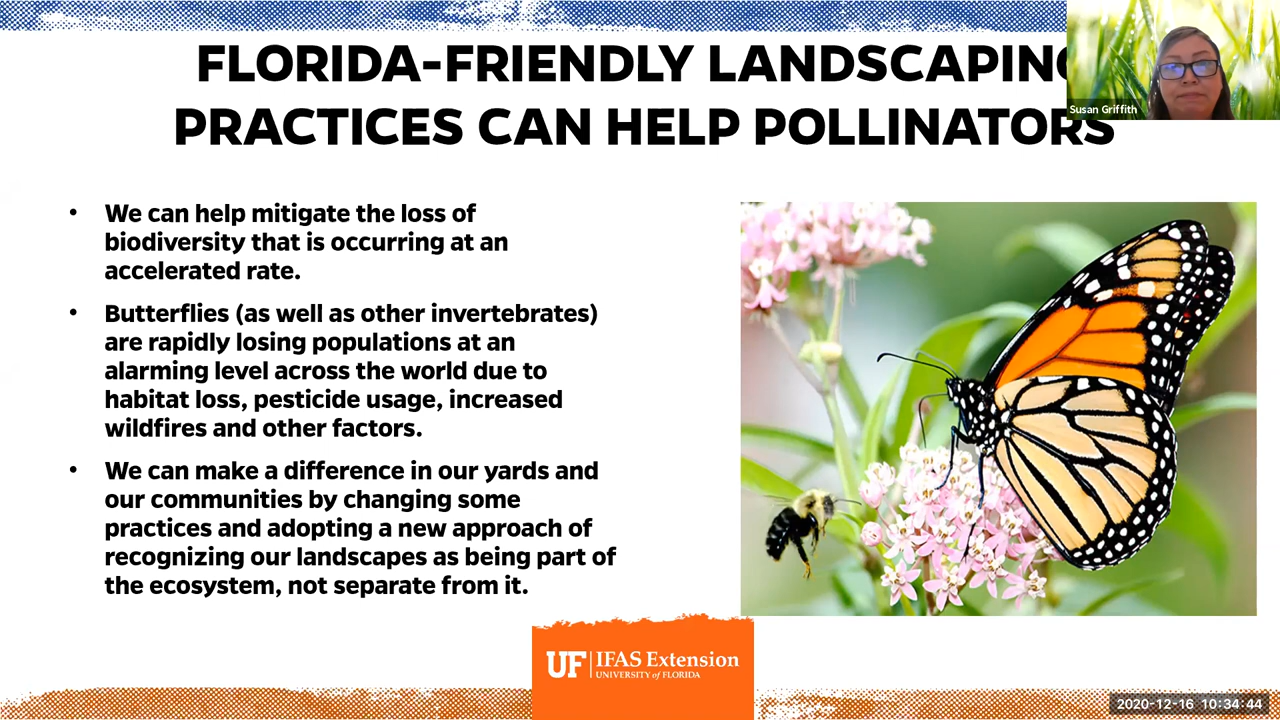 FLORIDA-FRIENDLY LANDSCAPING
PRACTICES CAN HELP POLLINATORS
Susan Griffith
• We can help mitigate the loss of
biodiversity that is occurring at an
accelerated rate.
• Butterflies (as well as other invertebrates)
are rapidly losing populations at an
alarming level across the world due to
habitat loss, pesticide usage, increased
wildfires and other factors.
• We can make a difference in our yards and
our communities by changing some
practices and adopting a new approach of
recognizing our landscapes as being part of
the ecosystem, not separate from it.
UF IFAS Extension
UNIVERSITY of FLORIDA
2020-12-16 10:34:44